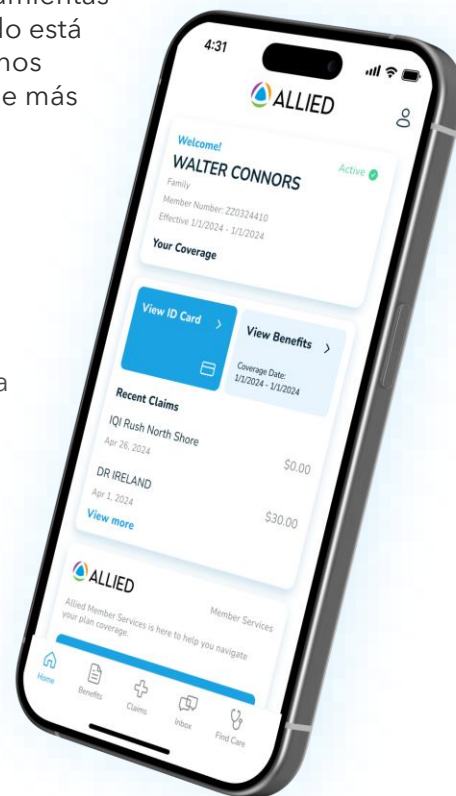 amientas
do está
nos
e más
a
4:31
ALLIED
Welcome!
WALTER CONNORS
Active
Family
Member Number: ZZ0324410
Effective 1/1/2024 - 1/1/2024
Your Coverage
View ID Card >
View Benefits >
Coverage Date:
1/1/2024 - 1/1/2024
Recent Claims
IQI Rush North Shore
$0.00
Apr 26, 2024
DR IRELAND
$30.00
Apr 1, 2024
View more
ALLIED
Member Services
Allied Member Services is here to help you navigate
your plan coverage.
Home
Benefits
Claims
Inbox
Find Care